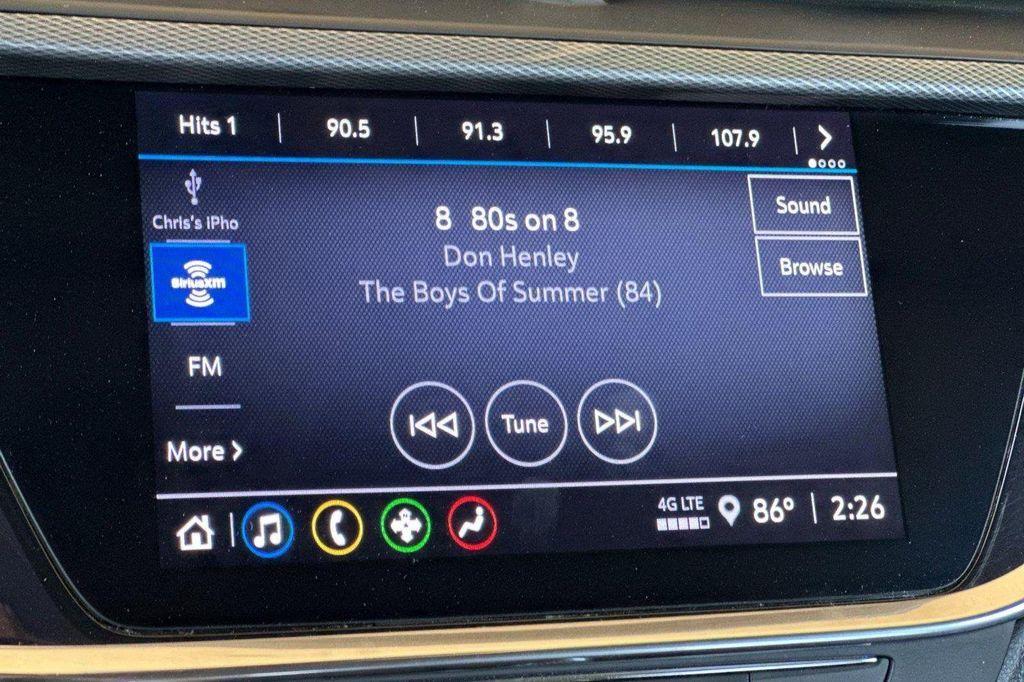 Hits 1 90.5 91.3 95.9 107.9
Chris's iPho
8 80s on 8
Sound
Don Henley
Browse
SiriusXM
The Boys Of Summer (84)
FM
Tune
More
4G LTE
86° 2:26